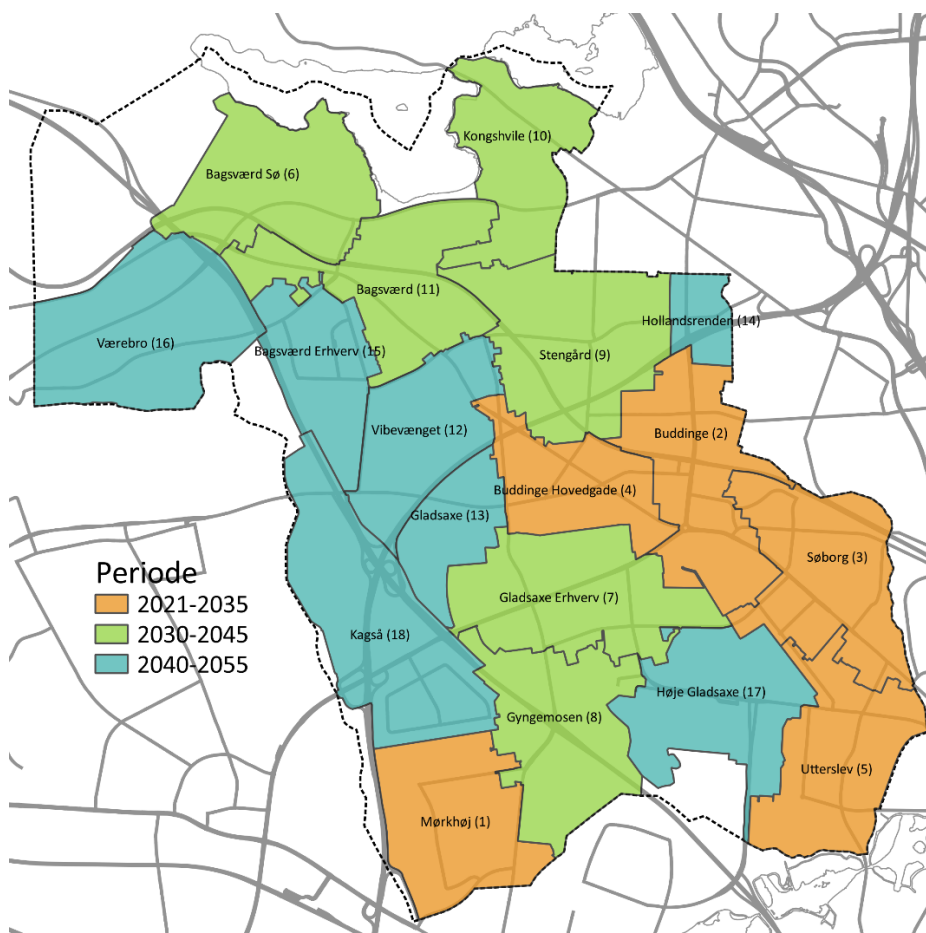 Kongshvile (10)
Bagsværd Sø (6)
Bagsværd (11)
Hollandsrenden (14)
Værebro (16)
Bagsværd Erhverv (15)
Stengård (9)
Vibevænget (12)
Buddinge (2)
Buddinge Hovedgade (4)
Gladsaxe (13)
Søborg (3)
Periode
2021-2035
2030-2045
2040-2055
Gladsaxe Erhverv (7)
Kagså (18)
Høje Gladsaxe (17)
Gyngemosen (8)
Utterslev (5)
Mørkhøj (1)